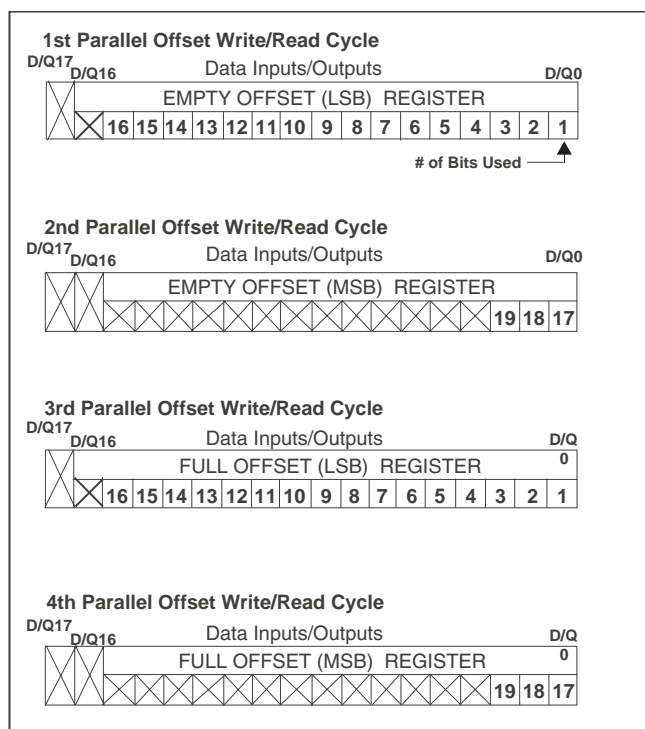 1st Parallel Offset Write/Read Cycle
D/Q17 D/Q16 Data Inputs/Outputs D/Q0
EMPTY OFFSET (LSB) REGISTER
16 15 14 13 12 11 10 9 8 7 6 5 4 3 2 1
# of Bits Used
2nd Parallel Offset Write/Read Cycle
D/Q17 D/Q16 Data Inputs/Outputs D/Q0
EMPTY OFFSET (MSB) REGISTER
19 18 17
3rd Parallel Offset Write/Read Cycle
D/Q17 D/Q16 Data Inputs/Outputs D/Q
FULL OFFSET (LSB) REGISTER 0
16 15 14 13 12 11 10 9 8 7 6 5 4 3 2 1
4th Parallel Offset Write/Read Cycle
D/Q17 D/Q16 Data Inputs/Outputs D/Q
FULL OFFSET (MSB) REGISTER 0
19 18 17